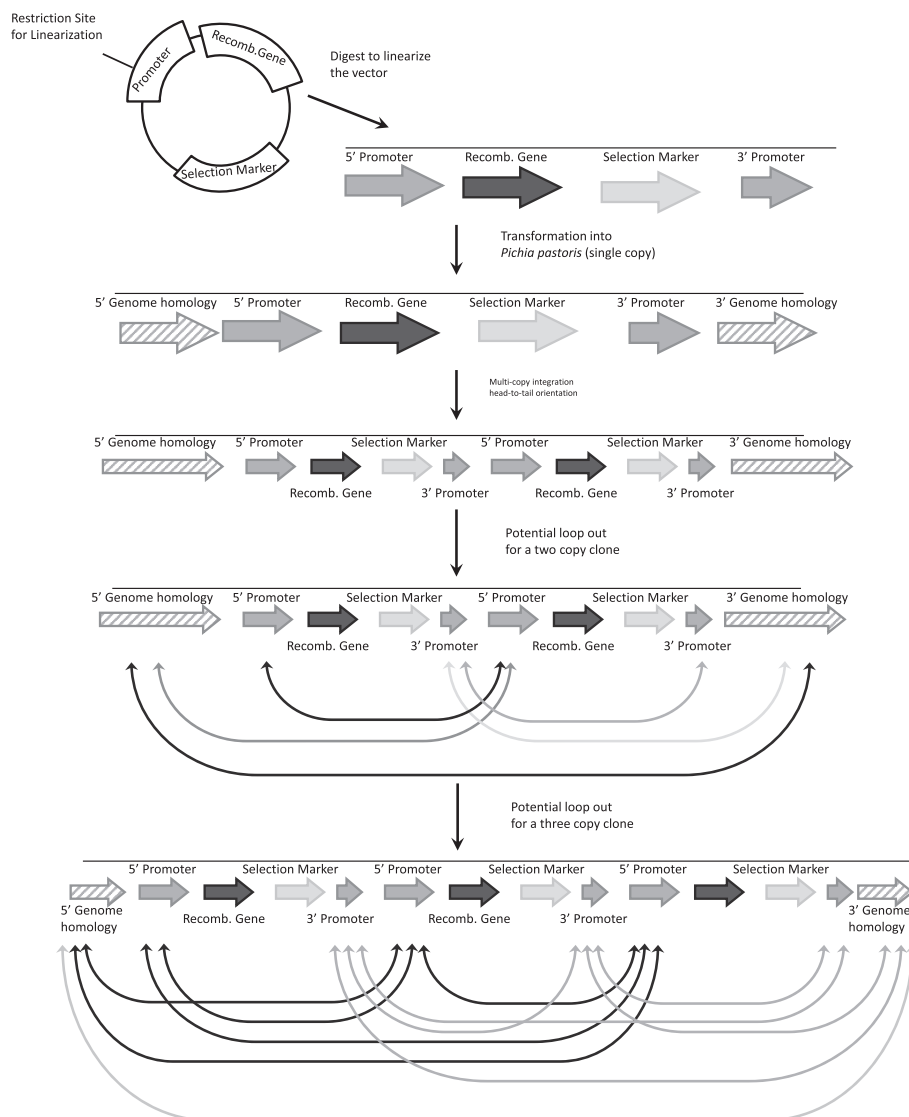 Restriction Site
for Linearization
Promoter
Recomb.Gene
Selection Marker
Digest to linearize
the vector
5’ Promoter Recomb. Gene Selection Marker 3’ Promoter
Transformation into
Pichia pastoris (single copy)
5’ Genome homology 5’ Promoter Recomb. Gene Selection Marker 3’ Promoter 3’ Genome homology
Multi-copy integration
head-to-tail orientation
5’ Genome homology 5’ Promoter Selection Marker 5’ Promoter Selection Marker 3’ Genome homology
Recomb. Gene 3’ Promoter Recomb. Gene 3’ Promoter
Potential loop out
for a two copy clone
5’ Genome homology 5’ Promoter Selection Marker 5’ Promoter Selection Marker 3’ Genome homology
Recomb. Gene 3’ Promoter Recomb. Gene 3’ Promoter
Potential loop out
for a three copy clone
5’ Promoter Selection Marker 5’ Promoter Selection Marker 5’ Promoter Selection Marker
5’ Genome
homology
Recomb. Gene 3’ Promoter Recomb. Gene 3’ Promoter
3’ Genome
homology